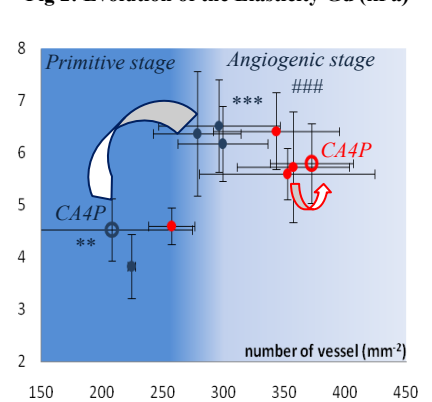 Fig 2: Evolution of the Elasticity Gd (kPa)
8
Primitive stage Angiogenic stage
###
7
***
6
CA4P
5
CA4P
**
4
3
number of vessel (mm-2)
2
150 200 250 300 350 400 450